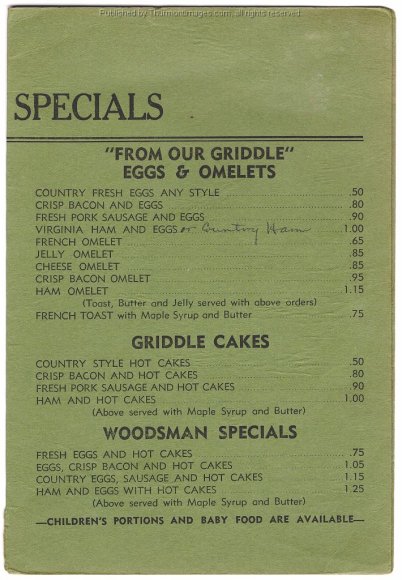 Published by Thurmontimages.com, all rights reserved
SPECIALS
"FROM OUR GRIDDLE"
EGGS & OMELETS
COUNTRY FRESH EGGS ANY STYLE .50
CRISP BACON AND EGGS .80
FRESH PORK SAUSAGE AND EGGS .90
VIRGINIA HAM AND EGGS or Country Ham 1.00
FRENCH OMELET .65
JELLY OMELET .85
CHEESE OMELET .85
CRISP BACON OMELET .95
HAM OMELET 1.15
(Toast, Butter and Jelly served with above orders)
FRENCH TOAST with Maple Syrup and Butter .75
GRIDDLE CAKES
COUNTRY STYLE HOT CAKES .50
CRISP BACON AND HOT CAKES .80
FRESH PORK SAUSAGE AND HOT CAKES .90
HAM AND HOT CAKES 1.00
(Above served with Maple Syrup and Butter)
WOODSMAN SPECIALS
FRESH EGGS AND HOT CAKES .75
EGGS, CRISP BACON AND HOT CAKES 1.05
COUNTRY EGGS, SAUSAGE AND HOT CAKES 1.15
HAM AND EGGS WITH HOT CAKES 1.25
(Above served with Maple Syrup and Butter)
—CHILDREN'S PORTIONS AND BABY FOOD ARE AVAILABLE—